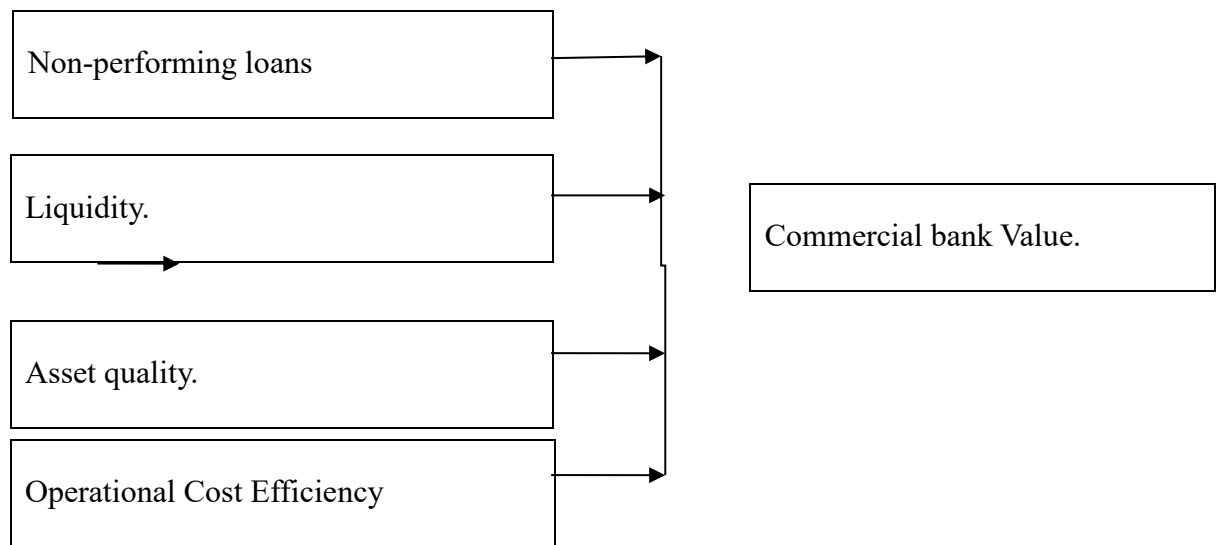 Non-performing loans
Liquidity.
Commercial bank Value.
Asset quality.
Operational Cost Efficiency